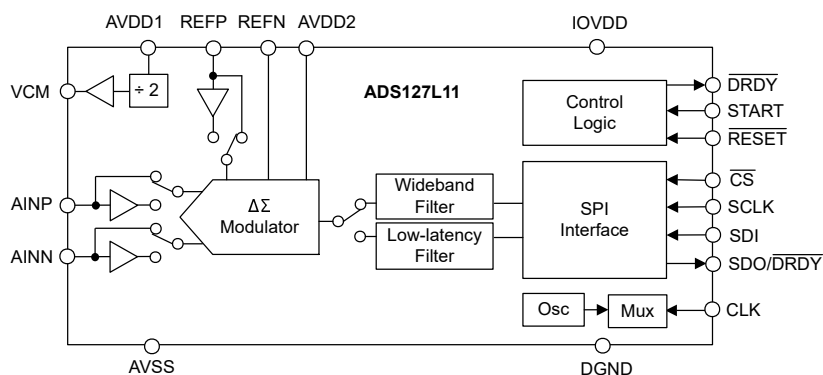 AVDD1 REFP REFN AVDD2 IOVDD
VCM
÷ 2
ADS127L11
Control
Logic
DRDY
START
RESET
AINP
AINN
ΔΣ
Modulator
Wideband
Filter
Low-latency
Filter
SPI
Interface
CS
SCLK
SDI
SDO/DRDY
Osc
Mux
CLK
AVSS
DGND